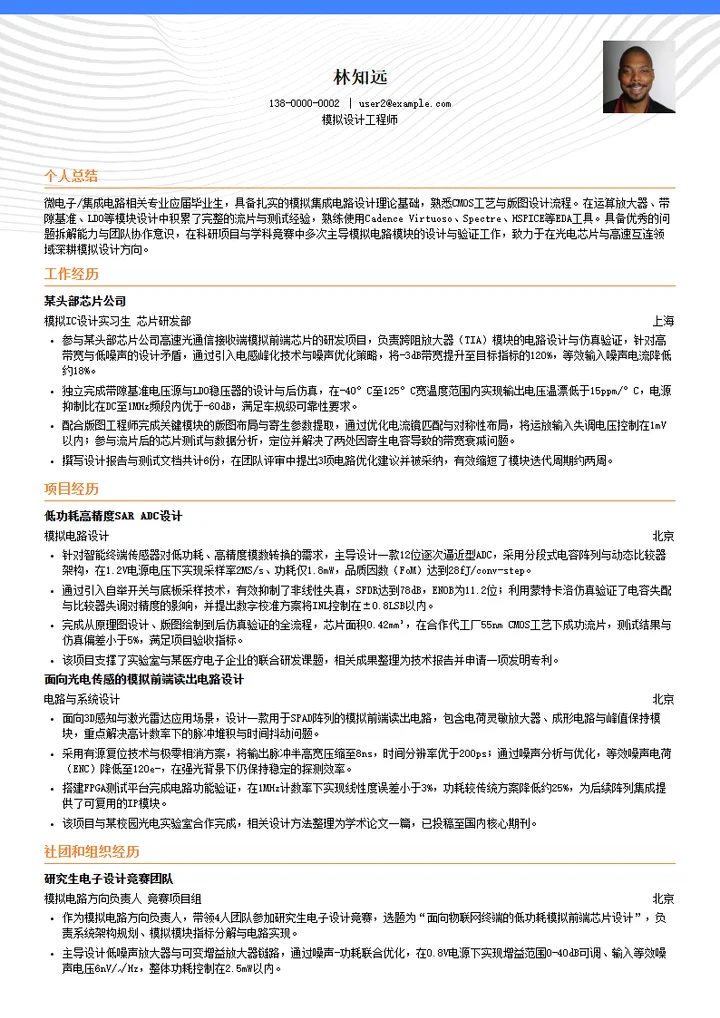 林知远
138-0000-0002 | user2@example.com
模拟设计工程师
个人总结
微电子/集成电路相关专业应届毕业生，具备扎实的模拟集成电路设计理论基础，熟悉CMOS工艺与版图设计流程。在运算放大器、带
隙基准、LDO等模块设计中积累了完整的流片与测试经验，熟练使用Cadence Virtuoso、Spectre、HSPICE等EDA工具。具备优秀的问
题拆解能力与团队协作意识，在科研项目与学科竞赛中多次主导模拟电路模块的设计与验证工作，致力于在光电芯片与高速互连领
域深耕模拟设计方向。
工作经历
某头部芯片公司
模拟IC设计实习生 芯片研发部 上海
• 参与某头部芯片公司高速光通信接收端模拟前端芯片的研发项目，负责跨阻放大器（TIA）模块的电路设计与仿真验证，针对高
带宽与低噪声的设计矛盾，通过引入电感峰化技术与噪声优化策略，将-3dB带宽提升至目标指标的120%，等效输入噪声电流降低
约18%。
• 独立完成带隙基准电压源与LDO稳压器的设计与后仿真，在-40°C至125°C宽温度范围内实现输出电压温漂低于15ppm/°C，电源
抑制比在DC至1MHz频段内优于-60dB，满足车规级可靠性要求。
• 配合版图工程师完成关键模块的版图布局与寄生参数提取，通过优化电流镜匹配与对称性布局，将运放输入失调电压控制在1mV
以内；参与流片后的芯片测试与数据分析，定位并解决了两处因寄生电容导致的带宽衰减问题。
• 撰写设计报告与测试文档共计6份，在团队评审中提出3项电路优化建议并被采纳，有效缩短了模块迭代周期约两周。
项目经历
低功耗高精度SAR ADC设计
模拟电路设计 北京
• 针对智能终端传感器对低功耗、高精度模数转换的需求，主导设计一款12位逐次逼近型ADC，采用分段式电容阵列与动态比较器
架构，在1.2V电源电压下实现采样率2MS/s、功耗仅1.8mW，品质因数（FoM）达到28fJ/conv-step。
• 通过引入自举开关与底板采样技术，有效抑制了非线性失真，SFDR达到78dB，ENOB为11.2位；利用蒙特卡洛仿真验证了电容失配
与比较器失调对精度的影响，并提出数字校准方案将INL控制在±0.8LSB以内。
• 完成从原理图设计、版图绘制到后仿真验证的全流程，芯片面积0.42mm²，在合作代工厂55nm CMOS工艺下成功流片，测试结果与
仿真偏差小于5%，满足项目验收指标。
• 该项目支撑了实验室与某医疗电子企业的联合研发课题，相关成果整理为技术报告并申请一项发明专利。
面向光电传感的模拟前端读出电路设计
电路与系统设计 北京
• 面向3D感知与激光雷达应用场景，设计一款用于SPAD阵列的模拟前端读出电路，包含电荷灵敏放大器、成形电路与峰值保持模
块，重点解决高计数率下的脉冲堆积与时间抖动问题。
• 采用有源复位技术与极零相消方案，将输出脉冲半高宽压缩至8ns，时间分辨率优于200ps；通过噪声分析与优化，等效噪声电荷
（ENC）降低至120e-，在强光背景下仍保持稳定的探测效率。
• 搭建FPGA测试平台完成电路功能验证，在1MHz计数率下实现线性度误差小于3%，功耗较传统方案降低约25%，为后续阵列集成提
供了可复用的IP模块。
• 该项目与某校园光电实验室合作完成，相关设计方法整理为学术论文一篇，已投稿至国内核心期刊。
社团和组织经历
研究生电子设计竞赛团队
模拟电路方向负责人 竞赛项目组 北京
• 作为模拟电路方向负责人，带领4人团队参加研究生电子设计竞赛，选题为“面向物联网终端的低功耗模拟前端芯片设计”，负
责系统架构规划、模拟模块指标分解与电路实现。
• 主导设计低噪声放大器与可变增益放大器链路，通过噪声-功耗联合优化，在0.8V电源下实现增益范围0-40dB可调、输入等效噪
声电压6nV/√Hz，整体功耗控制在2.5mW以内。